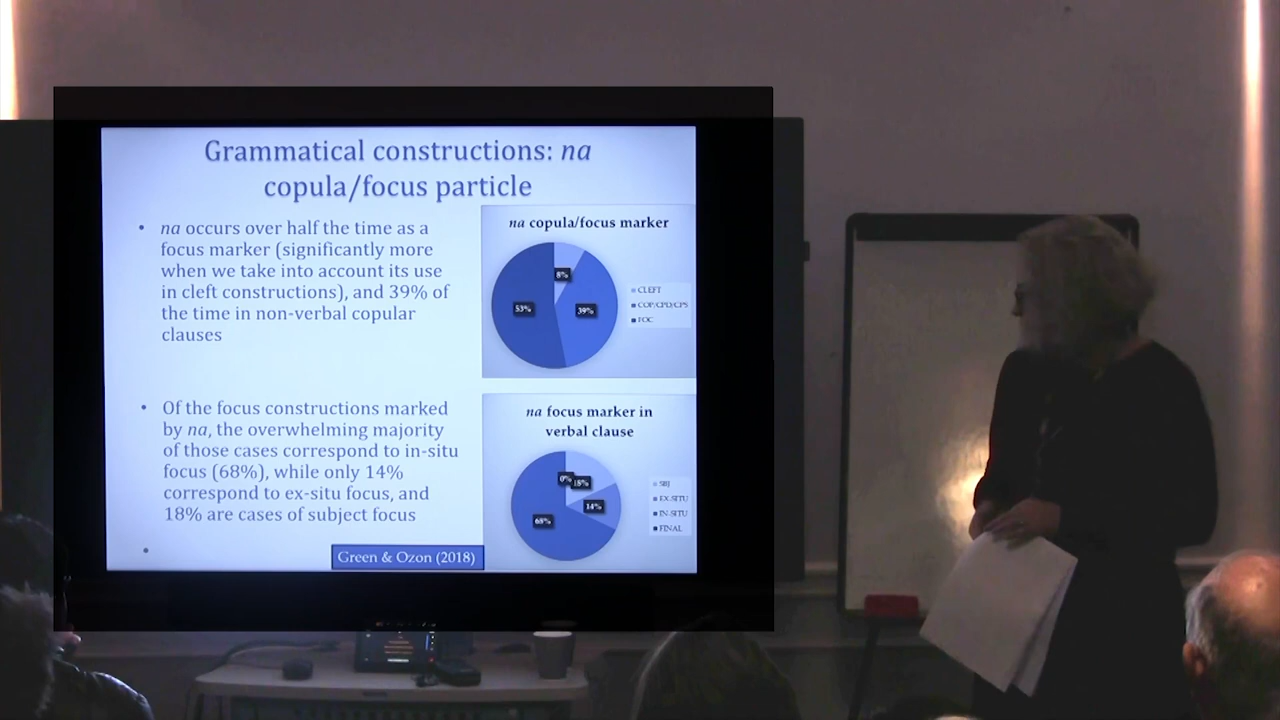 Grammatical constructions: na
copula/focus particle
• na occurs over half the time as a
focus marker (significantly more
when we take into account its use
in cleft constructions), and 39% of
the time in non-verbal copular
clauses
• Of the focus constructions marked
by na, the overwhelming majority
of those cases correspond to in-situ
focus (68%), while only 14%
correspond to ex-situ focus, and
18% are cases of subject focus
•
Green & Ozon (2018)
na copula/focus marker
8%
53%
39%
CLEFT
COP/CPD/CPS
FOC
na focus marker in
verbal clause
0%
18%
14%
68%
SBJ
EX-SITU
IN-SITU
FINAL